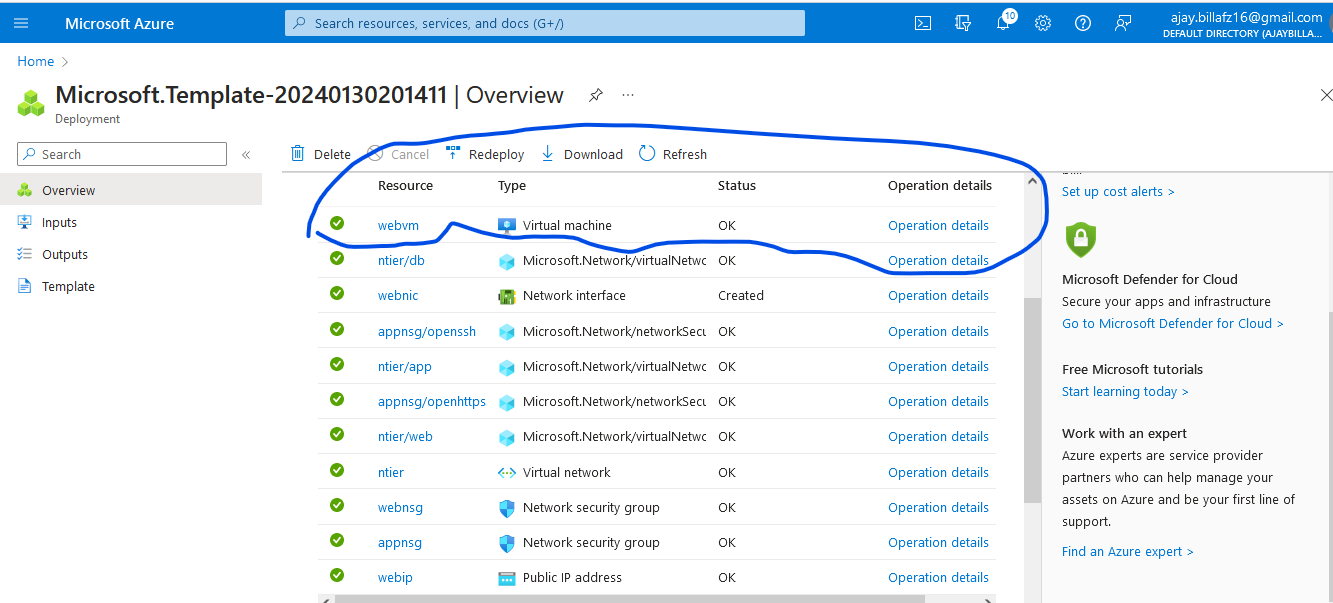 Microsoft Azure
Search resources, services, and docs (G+/)
10
ajay.billafz16@gmail.com
DEFAULT DIRECTORY (AJAYBILLA...
Home
Microsoft.Template-20240130201411 | Overview
Deployment
Search
Overview
Inputs
Outputs
Template
Delete
Cancel
Redeploy
Download
Refresh
Resource Type Status Operation details
webvm Virtual machine OK Operation details
ntier/db Microsoft.Network/virtualNetwo OK Operation details
webnic Network interface Created Operation details
appnsg/openssh Microsoft.Network/networkSecu OK Operation details
ntier/app Microsoft.Network/virtualNetwo OK Operation details
appnsg/openhttps Microsoft.Network/networkSecu OK Operation details
ntier/web Microsoft.Network/virtualNetwo OK Operation details
ntier Virtual network OK Operation details
webnsg Network security group OK Operation details
appnsg Network security group OK Operation details
webip Public IP address OK Operation details
Set up cost alerts >
Microsoft Defender for Cloud
Secure your apps and infrastructure
Go to Microsoft Defender for Cloud >
Free Microsoft tutorials
Start learning today >
Work with an expert
Azure experts are service provider
partners who can help manage your
assets on Azure and be your first line of
support.
Find an Azure expert >